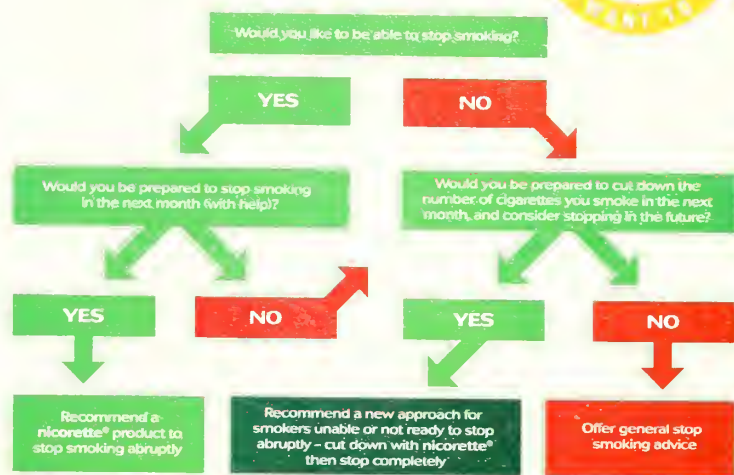 Would you like to be able to stop smoking?
YES
NO
Would you be prepared to stop smoking
in the next month (with help)?
Would you be prepared to cut down the
number of cigarettes you smoke in the next
month, and consider stopping in the future?
YES
NO
YES
NO
Recommend a
nicorette® product to
stop smoking abruptly
Recommend a new approach for
smokers unable or not ready to stop
abruptly – cut down with nicorette®
then stop completely
Offer general stop
smoking advice